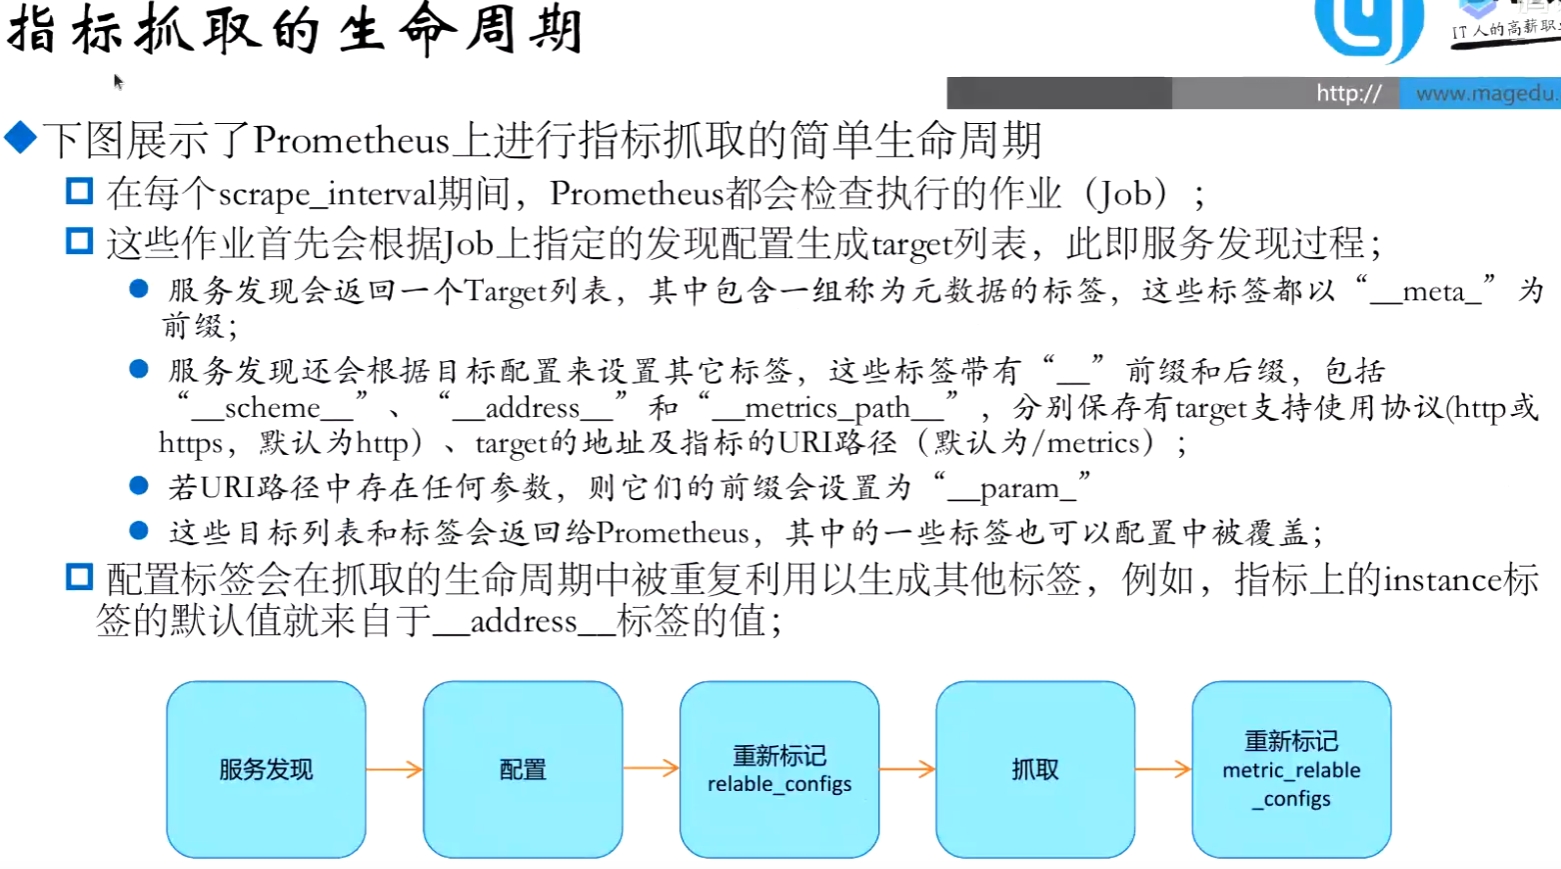 指标抓取的生命周期
IT人的高薪职
http://
www.magedu.
下图展示了Prometheus上进行指标抓取的简单生命周期
在每个scrape_interval期间，Prometheus都会检查执行的作业（Job）；
这些作业首先会根据Job上指定的发现配置生成target列表，此即服务发现过程；
服务发现会返回一个Target列表，其中包含一组称为元数据的标签，这些标签都以“__meta_”为
前缀；
服务发现还会根据目标配置来设置其它标签，这些标签带有“__”前缀和后缀，包括
“__scheme__”、“__address__”和“__metrics_path__”，分别保存有target支持使用协议(http或
https，默认为http）、target的地址及指标的URI路径（默认为/metrics）；
若URI路径中存在任何参数，则它们的前缀会设置为“__param_”
这些目标列表和标签会返回给Prometheus，其中的一些标签也可以配置中被覆盖；
配置标签会在抓取的生命周期中被重复利用以生成其他标签，例如，指标上的instance标
签的默认值就来自于__address__标签的值；
服务发现
配置
重新标记
relable_configs
抓取
重新标记
metric_relable
_configs